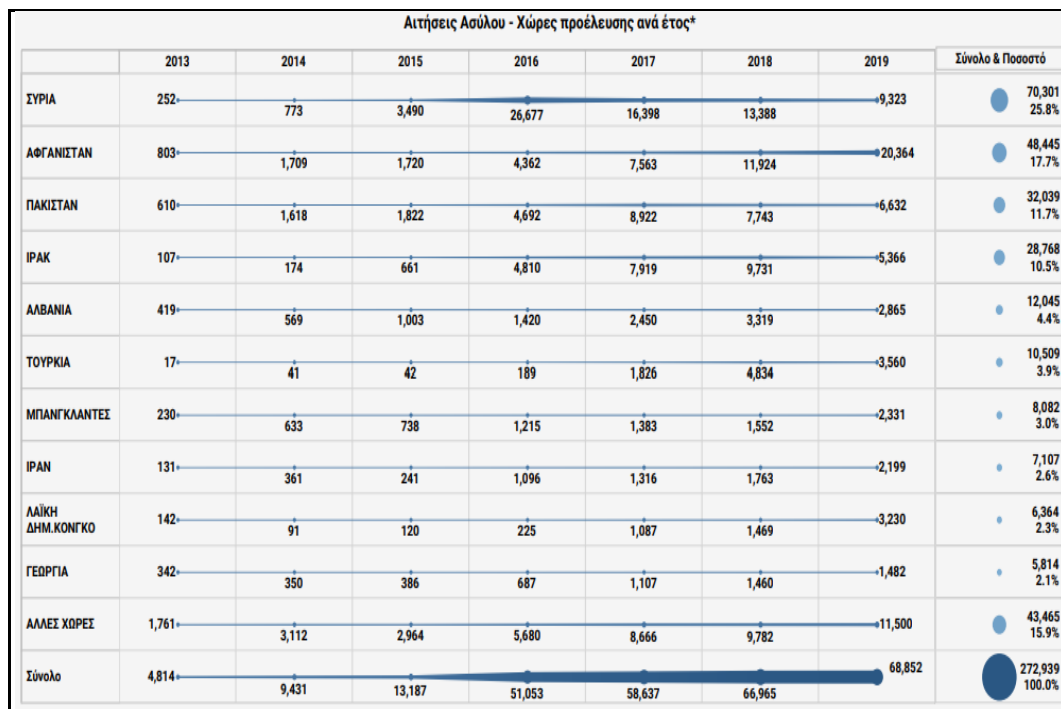 Αιτήσεις Ασύλου - Χώρες προέλευσης ανά έτος*
2013 2014 2015 2016 2017 2018 2019 Σύνολο & Ποσοστό
ΣΥΡΙΑ 252 773 3,490 26,677 16,398 13,388 9,323 70,301
25.8%
ΑΦΓΑΝΙΣΤΑΝ 803 1,709 1,720 4,362 7,563 11,924 20,364 48,445
17.7%
ΠΑΚΙΣΤΑΝ 610 1,618 1,822 4,692 8,922 7,743 6,632 32,039
11.7%
ΙΡΑΚ 107 174 661 4,810 7,919 9,731 5,366 28,768
10.5%
ΑΛΒΑΝΙΑ 419 569 1,003 1,420 2,450 3,319 2,865 12,045
4.4%
ΤΟΥΡΚΙΑ 17 41 42 189 1,826 4,834 3,560 10,509
3.9%
ΜΠΑΝΓΚΛΑΝΤΕΣ 230 633 738 1,215 1,383 1,552 2,331 8,082
3.0%
ΙΡΑΝ 131 361 241 1,096 1,316 1,763 2,199 7,107
2.6%
ΛΑΪΚΗ
ΔΗΜ.ΚΟΝΓΚΟ 142 91 120 225 1,087 1,469 3,230 6,364
2.3%
ΓΕΩΡΓΙΑ 342 350 386 687 1,107 1,460 1,482 5,814
2.1%
ΑΛΛΕΣ ΧΩΡΕΣ 1,761 3,112 2,964 5,680 8,666 9,782 11,500 43,465
15.9%
Σύνολο 4,814 9,431 13,187 51,053 58,637 66,965 68,852 272,939
100.0%